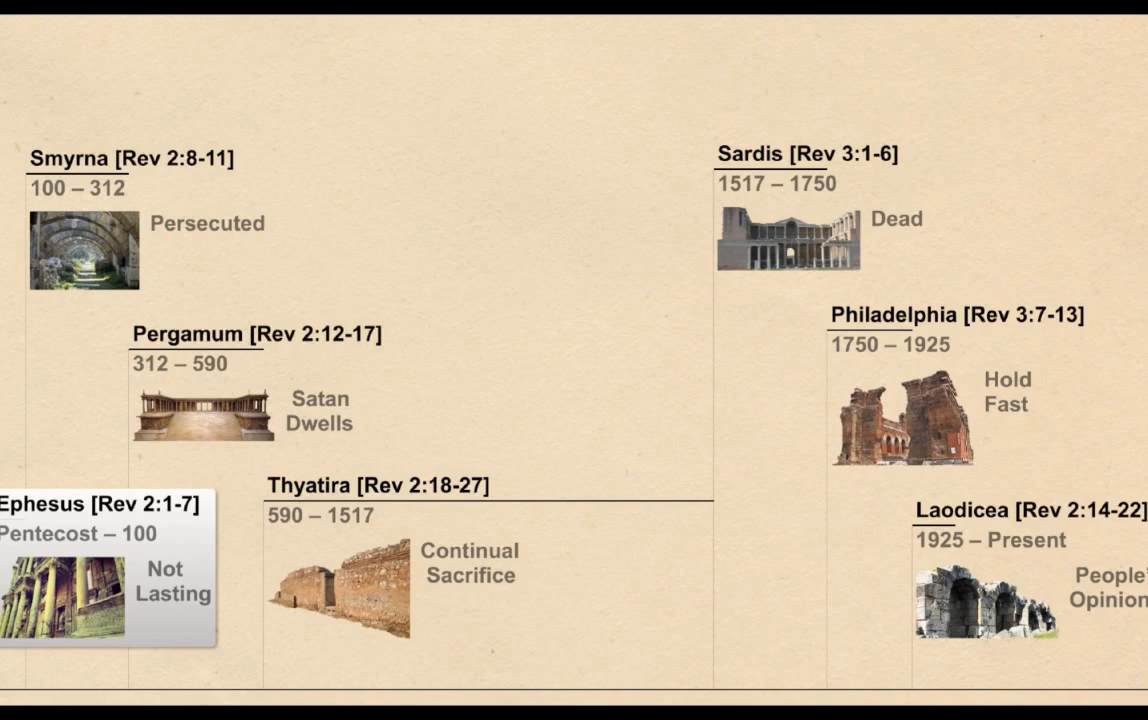 Smyrna [Rev 2:8-11]
100 – 312
Persecuted
Pergamum [Rev 2:12-17]
312 – 590
Satan
Dwells
Ephesus [Rev 2:1-7]
Pentecost – 100
Not
Lasting
Thyatira [Rev 2:18-27]
590 – 1517
Continual
Sacrifice
Sardis [Rev 3:1-6]
1517 – 1750
Dead
Philadelphia [Rev 3:7-13]
1750 – 1925
Hold
Fast
Laodicea [Rev 2:14-22]
1925 – Present
People'
Opinion